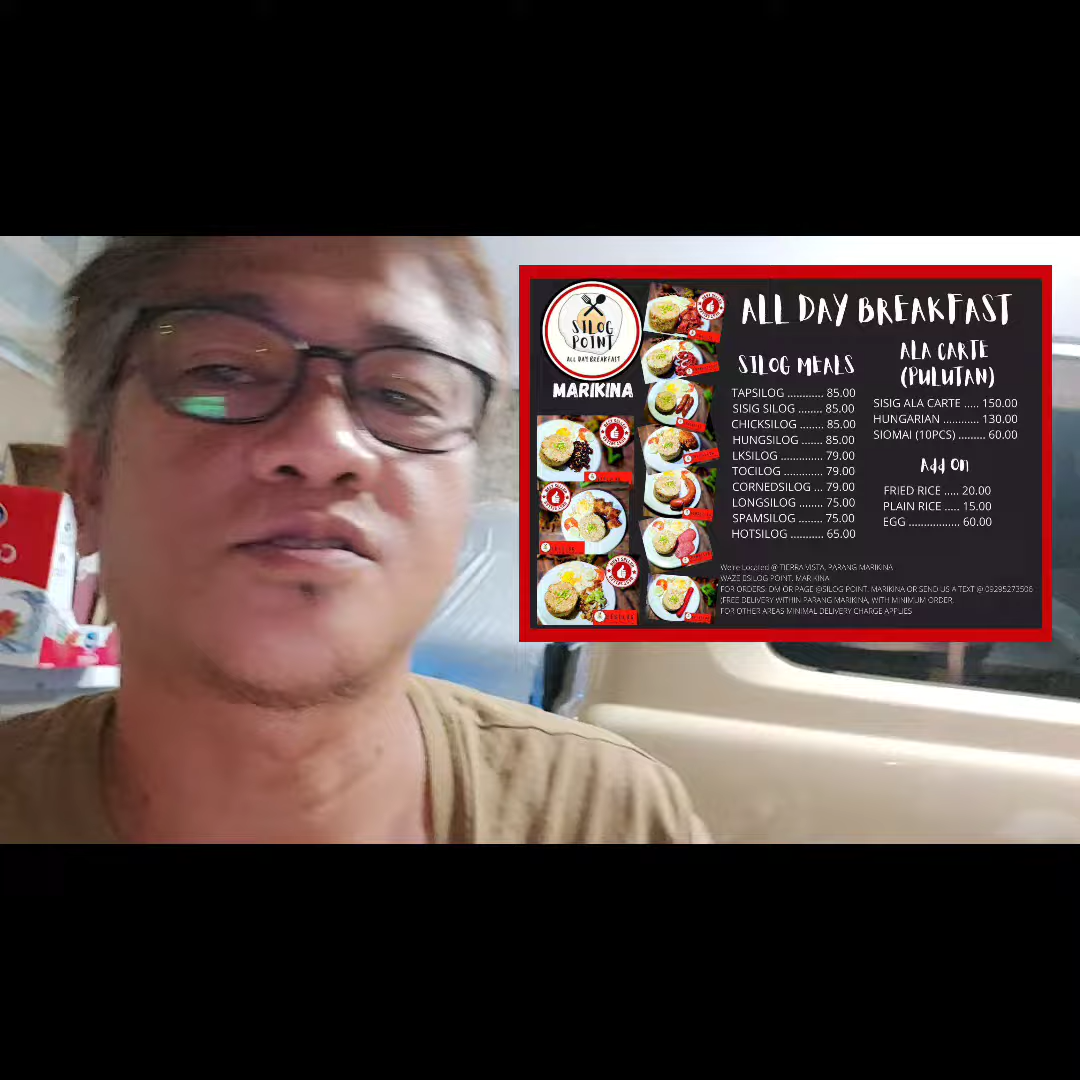 SILOG
POINT
ALL DAY BREAKFAST
MARIKINA
ALL DAY BREAKFAST
SILOG MEALS
TAPSILOG ............ 85.00
SISIG SILOG ........ 85.00
CHICKSILOG ........ 85.00
HUNGSILOG ........ 85.00
LKSILOG .............. 79.00
TOCILOG ............. 79.00
CORNEDSILOG ... 79.00
LONGSILOG ........ 75.00
SPAMSILOG ........ 75.00
HOTSILOG .......... 65.00
ALA CARTE
(PULUTAN)
SISIG ALA CARTE ..... 150.00
HUNGARIAN ........... 130.00
SIOMAI (10PCS) ......... 60.00
Add On
FRIED RICE ..... 20.00
PLAIN RICE ..... 15.00
EGG ................. 60.00
We're Located @ TIERRA VISTA, PARANG MARIKINA
WAZE @SILOG POINT, MARIKINA
FOR ORDERS: DM OR PAGE @SILOG POINT, MARIKINA OR SEND US A TEXT @ 09295273506
(FREE DELIVERY WITHIN PARANG MARIKINA, WITH MINIMUM ORDER,
FOR OTHER AREAS MINIMAL DELIVERY CHARGE APPLIES